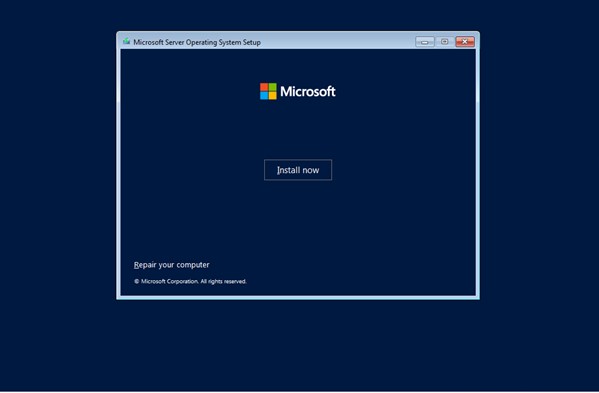 Microsoft Server Operating System Setup
Microsoft
Install now
Repair your computer
© Microsoft Corporation. All rights reserved.